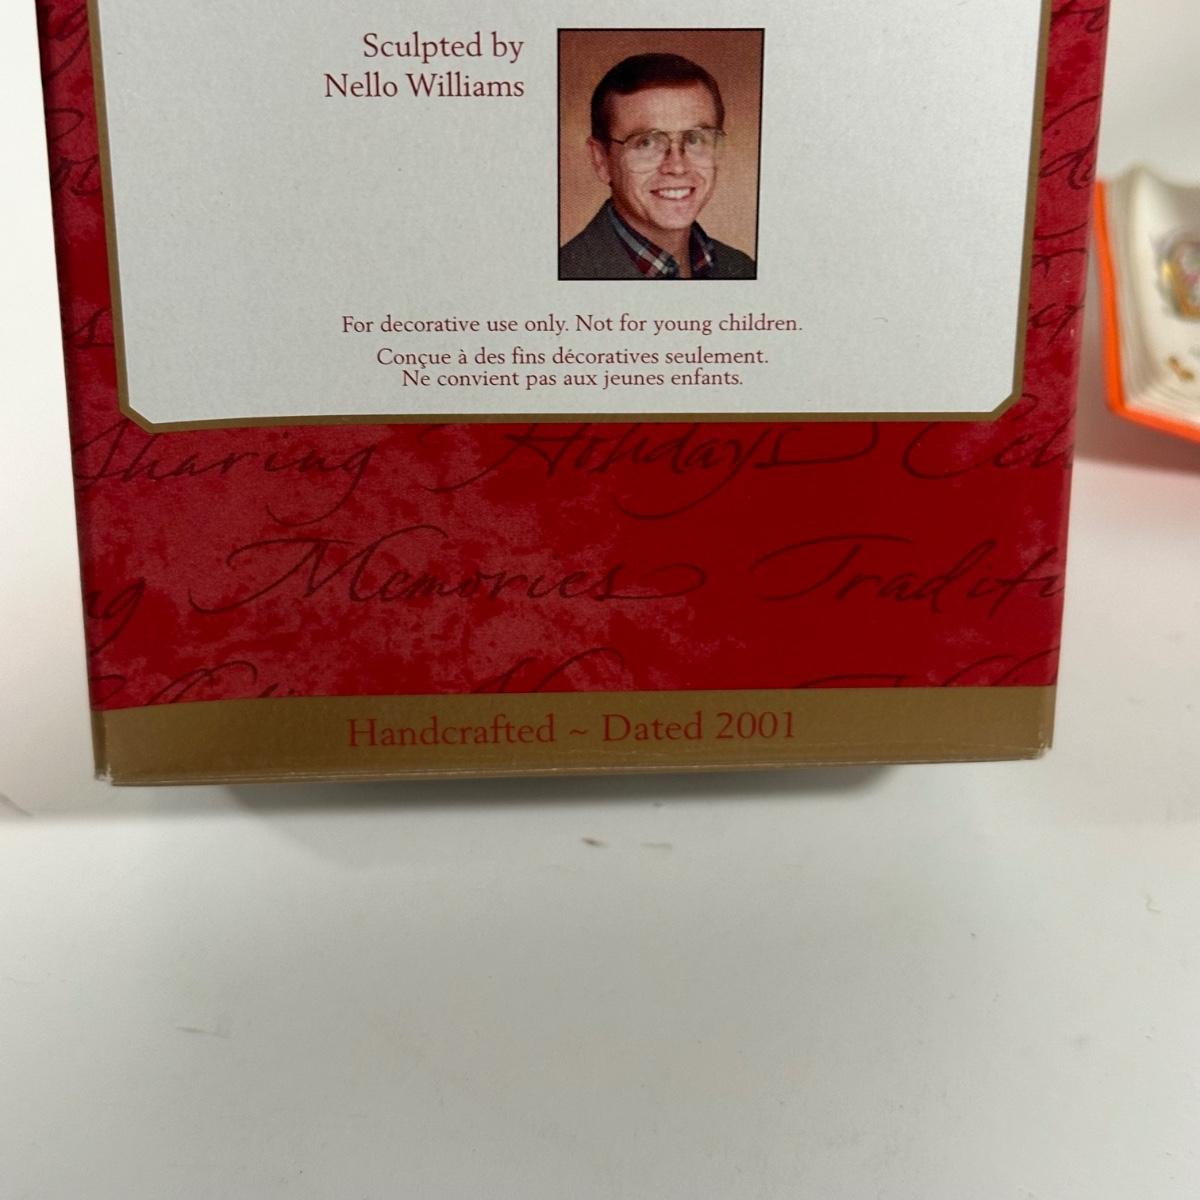 Sculpted by
Nello Williams
For decorative use only. Not for young children.
Conçue à des fins décoratives seulement.
Ne convient pas aux jeunes enfants.
Sharing Holidays
Memories
Handcrafted ~ Dated 2001